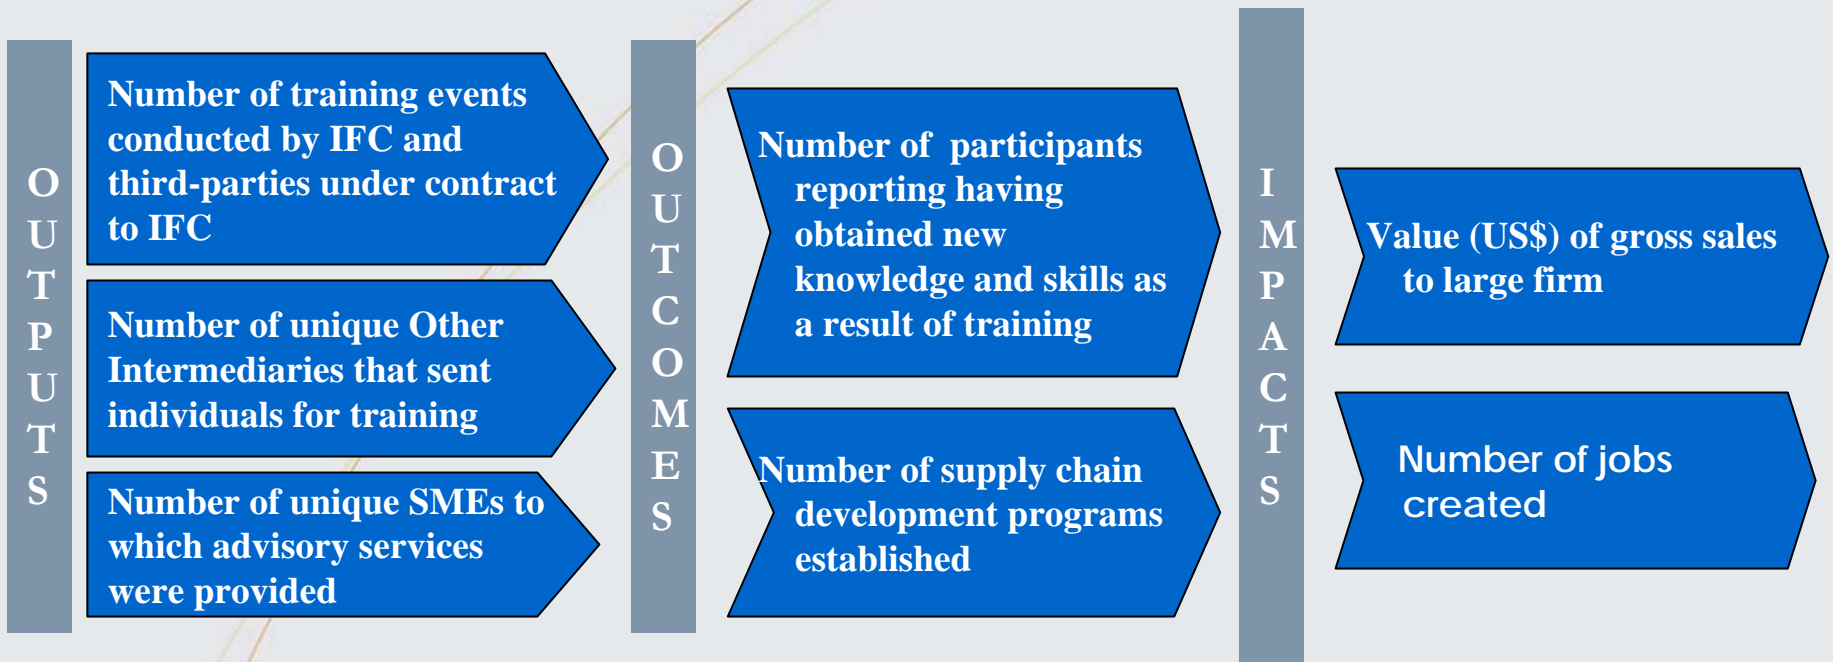 OUTPUTS
Number of training events
conducted by IFC and
third-parties under contract
to IFC
Number of unique Other
Intermediaries that sent
individuals for training
Number of unique SMEs to
which advisory services
were provided
OUTCOMES
Number of participants
reporting having
obtained new
knowledge and skills as
a result of training
Number of supply chain
development programs
established
IMPACTS
Value (US$) of gross sales
to large firm
Number of jobs
created